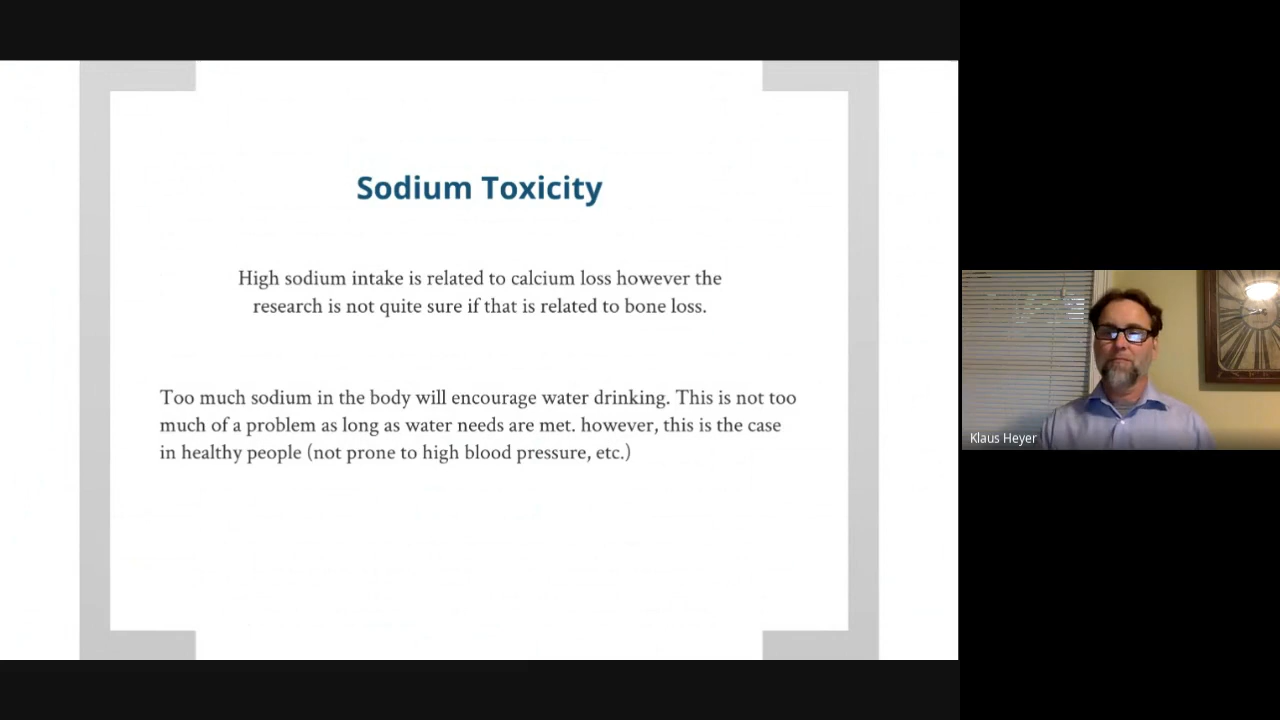 Sodium Toxicity
High sodium intake is related to calcium loss however the
research is not quite sure if that is related to bone loss.
Too much sodium in the body will encourage water drinking. This is not too
much of a problem as long as water needs are met. however, this is the case
in healthy people (not prone to high blood pressure, etc.)
Klaus Heyer